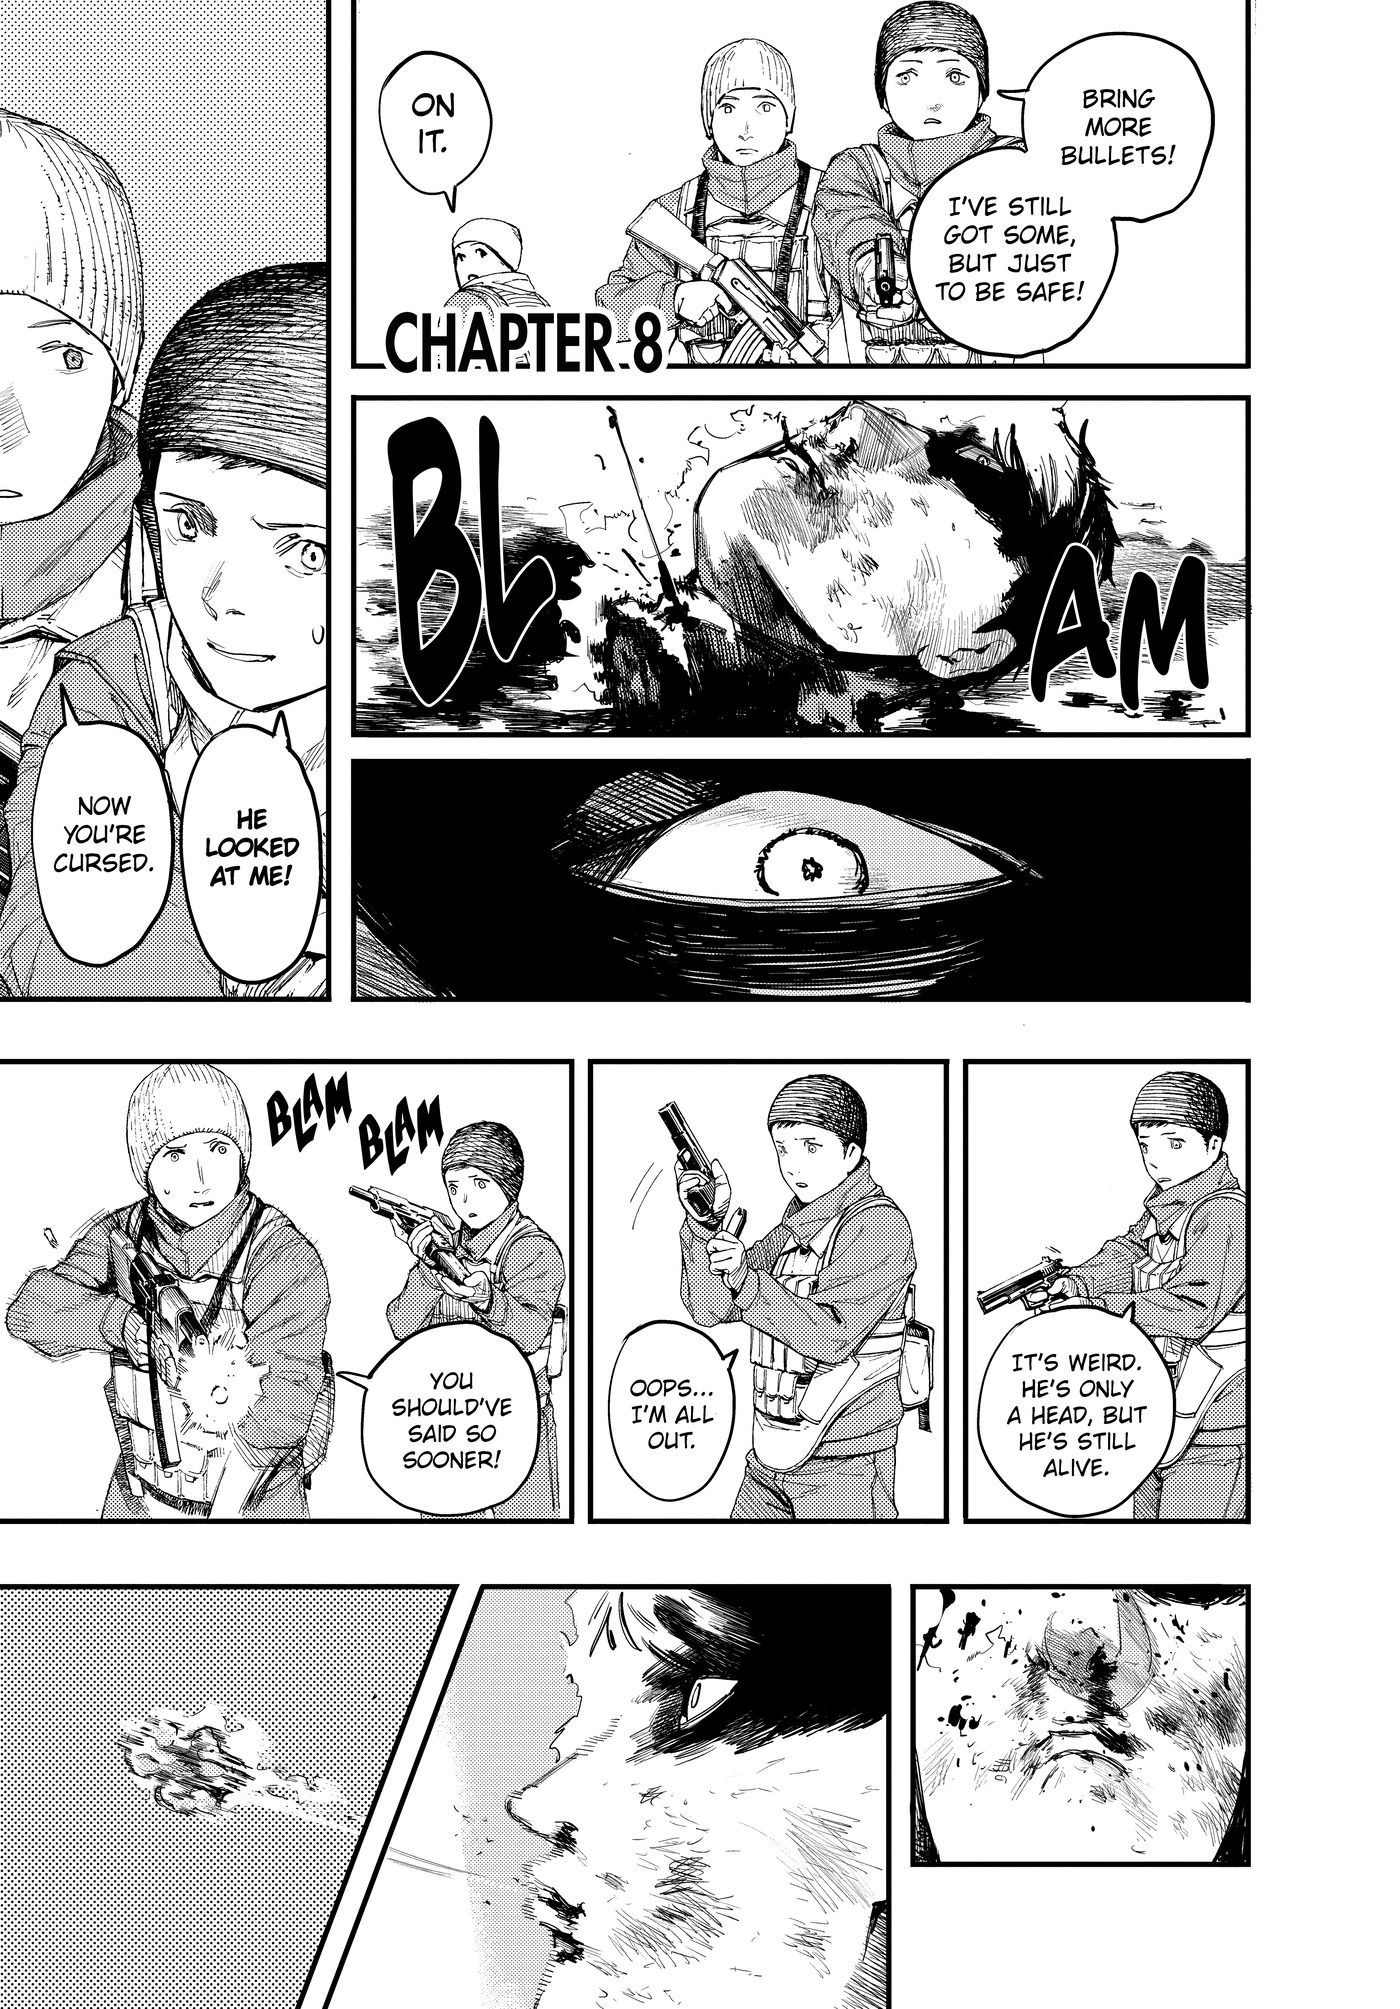 BRING
MORE
BULLETS!
I'VE STILL
GOT SOME,
BUT JUST
TO BE SAFE!
ON
IT.
CHAPTER 8
BLAM
HE
LOOKED
AT ME!
NOW
YOU'RE
CURSED.
IT'S WEIRD.
HE'S ONLY
A HEAD, BUT
HE'S STILL
ALIVE.
OOPS...
I'M ALL
OUT.
BLAM
BLAM
YOU
SHOULD'VE
SAID SO
SOONER!